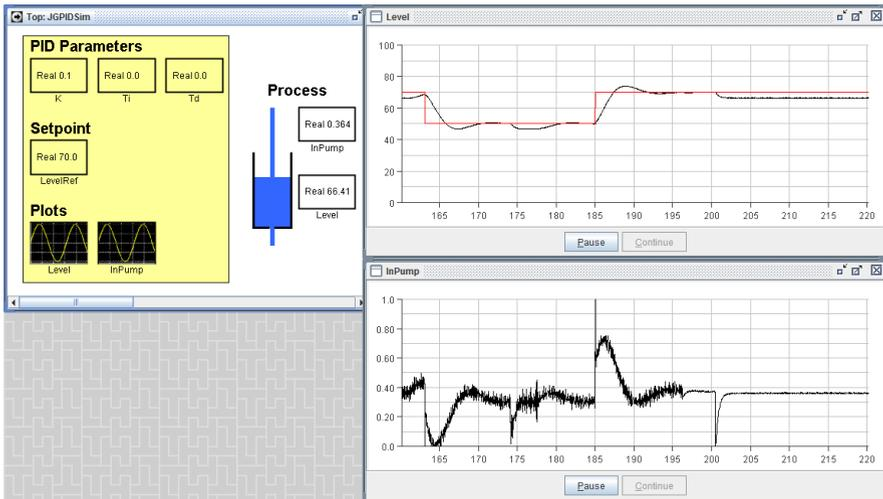 Top: JGPIDSim
PID Parameters
Real 0.1
Real 0.0
Real 0.0
K
Ti
Td
Setpoint
Real 70.0
LevelRef
Plots
Level
InPump
Process
Real 0.364
InPump
Real 66.41
Level
Level
100
80
60
40
20
0
165 170 175 180 185 190 195 200 205 210 215 220
Pause Continue
InPump
1.0
0.80
0.60
0.40
0.20
0.0
165 170 175 180 185 190 195 200 205 210 215 220
Pause Continue